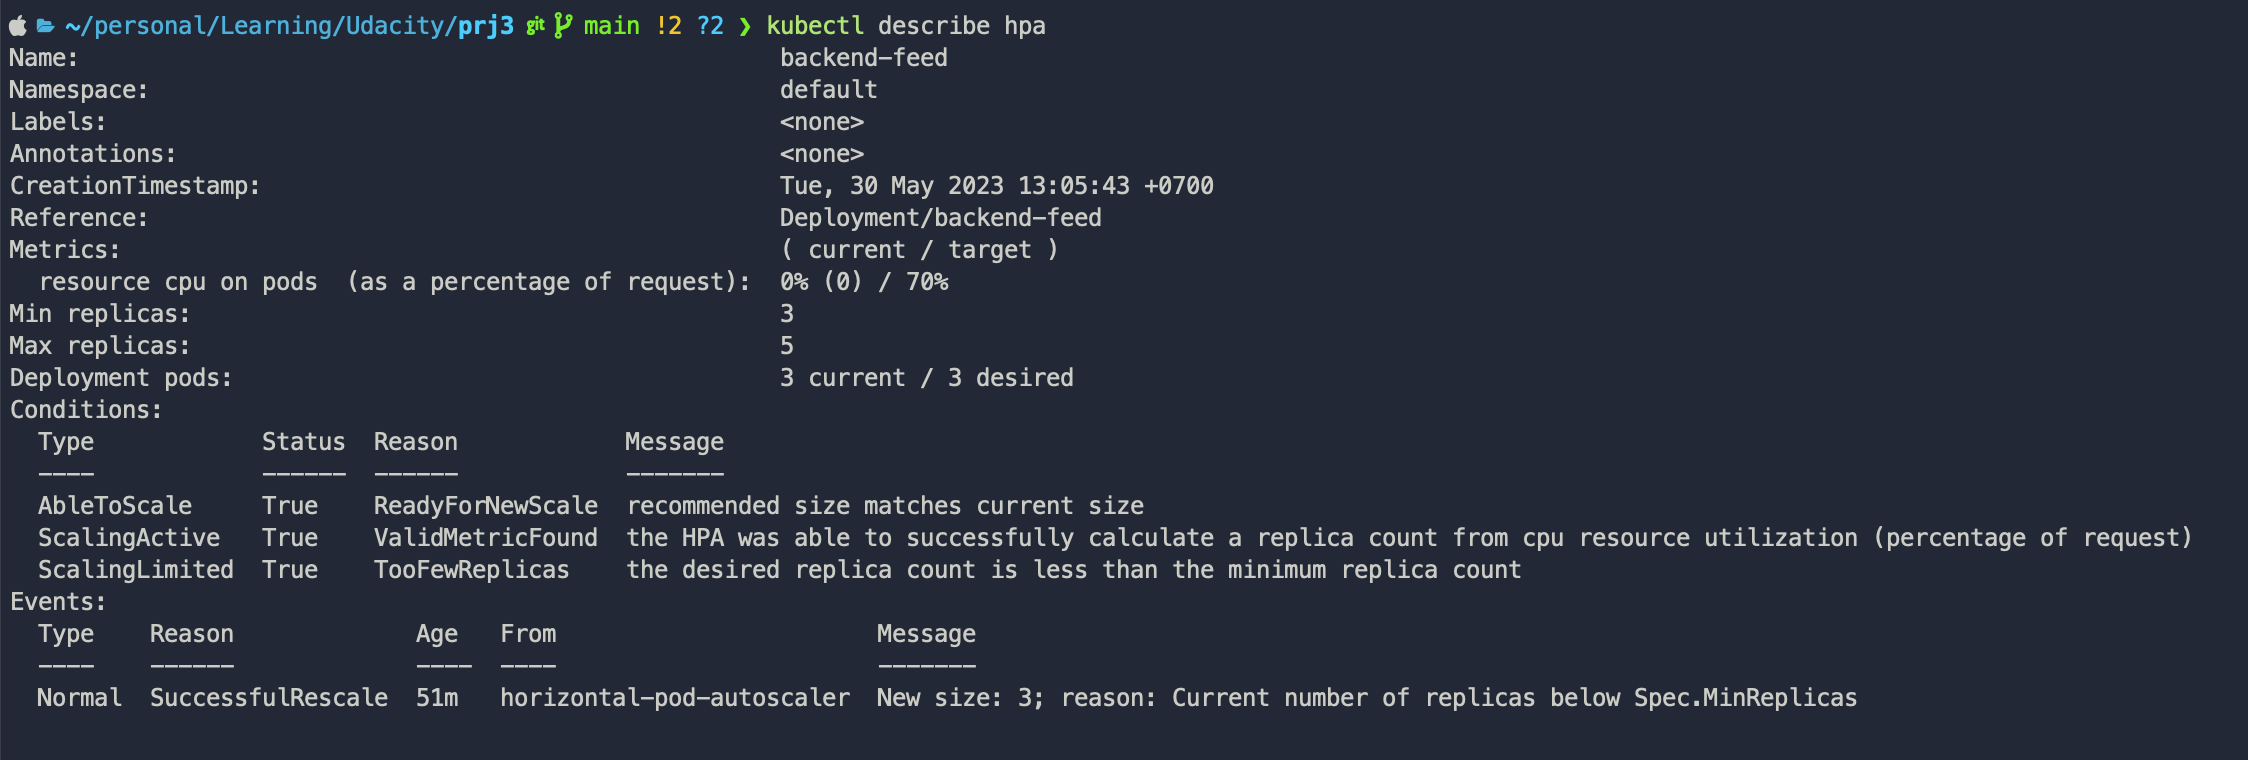 ~/personal/Learning/Udacity/prj3 git main !2 ?2 ❯ kubectl describe hpa
Name:                                                  backend-feed
Namespace:                                             default
Labels:                                                <none>
Annotations:                                           <none>
CreationTimestamp:                                     Tue, 30 May 2023 13:05:43 +0700
Reference:                                             Deployment/backend-feed
Metrics:                                               ( current / target )
  resource cpu on pods  (as a percentage of request):  0% (0) / 70%
Min replicas:                                          3
Max replicas:                                          5
Deployment pods:                                       3 current / 3 desired
Conditions:
  Type            Status  Reason            Message
  ----            ------  ------            -------
  AbleToScale     True    ReadyForNewScale  recommended size matches current size
  ScalingActive   True    ValidMetricFound  the HPA was able to successfully calculate a replica count from cpu resource utilization (percentage of request)
  ScalingLimited  True    TooFewReplicas    the desired replica count is less than the minimum replica count
Events:
  Type    Reason             Age   From                       Message
  ----    ------             ----  ----                       -------
  Normal  SuccessfulRescale  51m   horizontal-pod-autoscaler  New size: 3; reason: Current number of replicas below Spec.MinReplicas